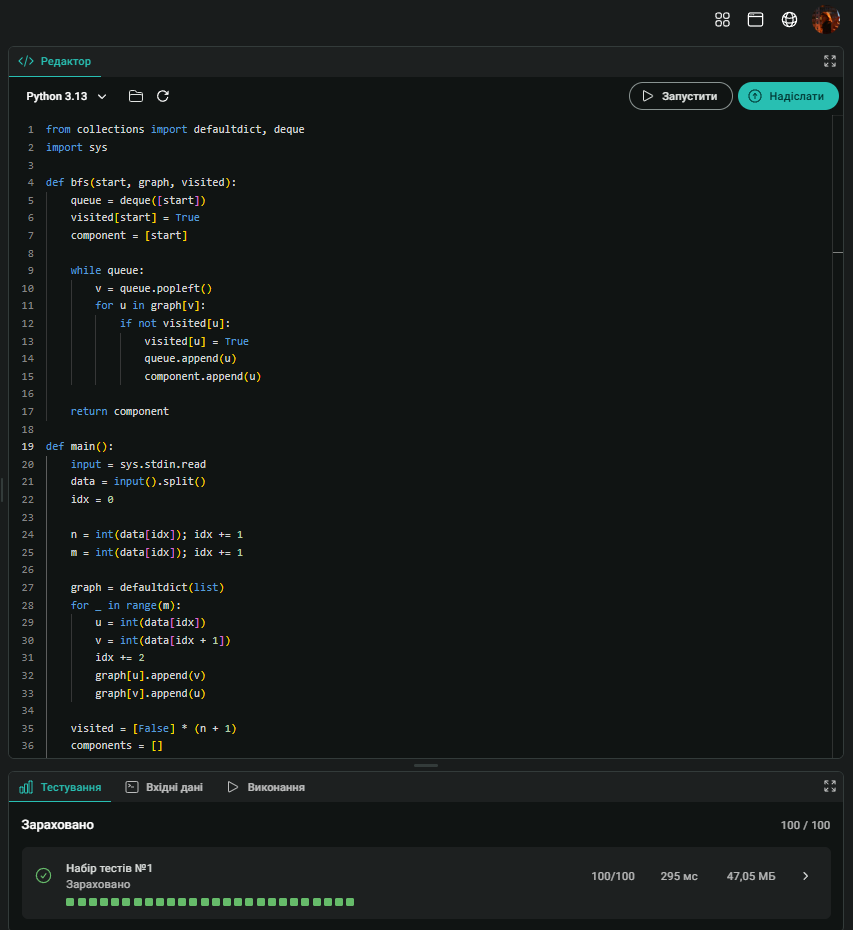 Редактор
Python 3.13
Запустити
Надіслати
1 from collections import defaultdict, deque
2 import sys
3
4 def bfs(start, graph, visited):
5 queue = deque([start])
6 visited[start] = True
7 component = [start]
8
9 while queue:
10 v = queue.popleft()
11 for u in graph[v]:
12 if not visited[u]:
13 visited[u] = True
14 queue.append(u)
15 component.append(u)
16
17 return component
18
19 def main():
20 input = sys.stdin.read
21 data = input().split()
22 idx = 0
23
24 n = int(data[idx]); idx += 1
25 m = int(data[idx]); idx += 1
26
27 graph = defaultdict(list)
28 for _ in range(m):
29 u = int(data[idx])
30 v = int(data[idx + 1])
31 idx += 2
32 graph[u].append(v)
33 graph[v].append(u)
34
35 visited = [False] * (n + 1)
36 components = []
Тестування
Вхідні дані
Виконання
Зараховано 100 / 100
Набір тестів №1
Зараховано
100/100 295 мс 47,05 МБ